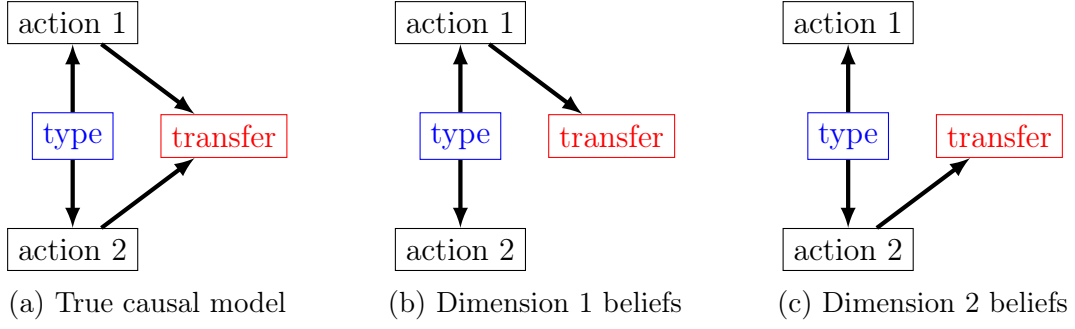 action 1
type
transfer
action 2
(a) True causal model
action 1
type
transfer
action 2
(b) Dimension 1 beliefs
action 1
type
transfer
action 2
(c) Dimension 2 beliefs